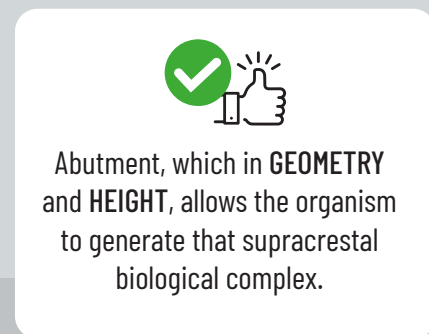 Abutment, which in GEOMETRY
and HEIGHT, allows the organism
to generate that supracrestal
biological complex.